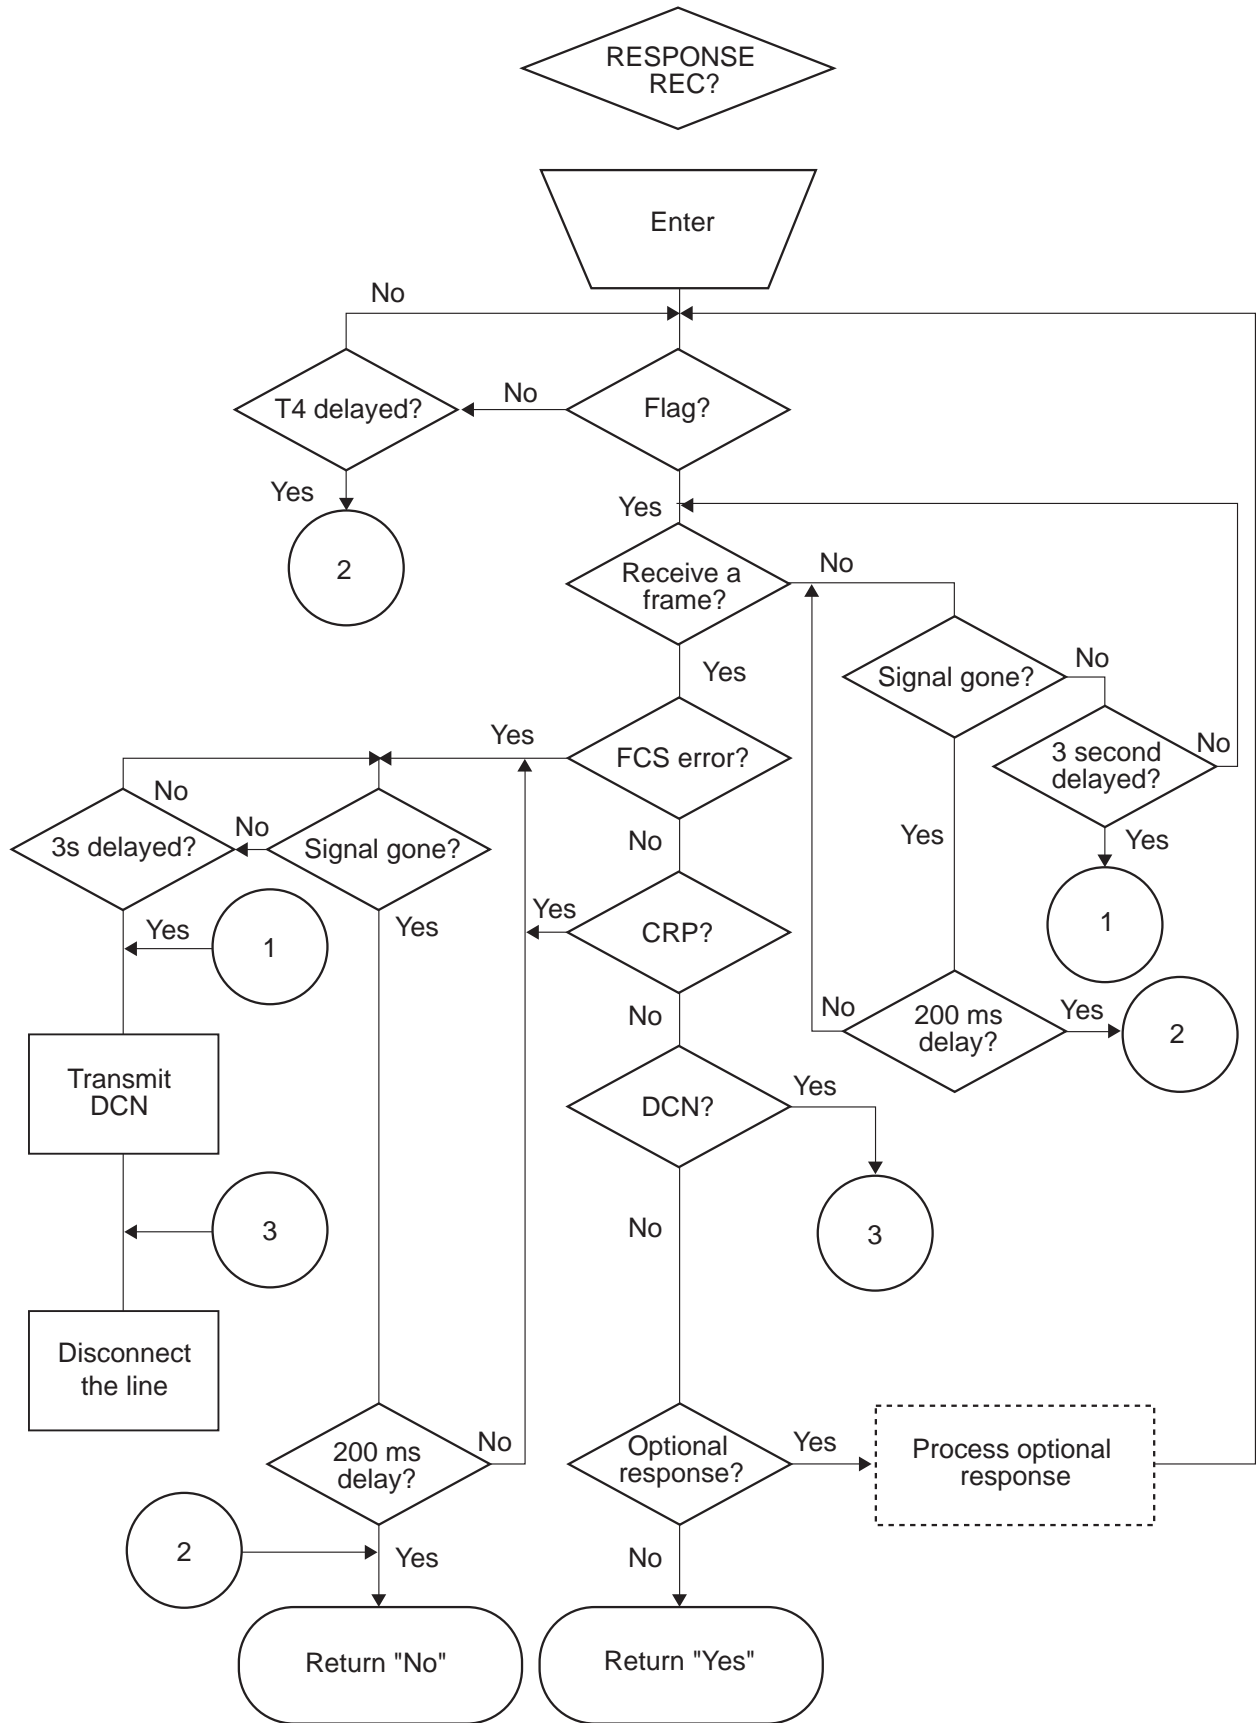 RESPONSE
REC?
Enter
No
T4 delayed?
No
Flag?
Yes
2
Yes
Receive a
frame?
No
Signal gone?
No
3 second
delayed?
No
Yes
1
Yes
200 ms
delay?
No
Yes
2
Yes
FCS error?
Yes
No
3s delayed?
No
Signal gone?
No
Yes
1
Yes
Yes
CRP?
No
Transmit
DCN
DCN?
Yes
3
3
No
Disconnect
the line
200 ms
delay?
No
Optional
response?
Yes
Process optional
response
2
Yes
No
Return "No"
Return "Yes"